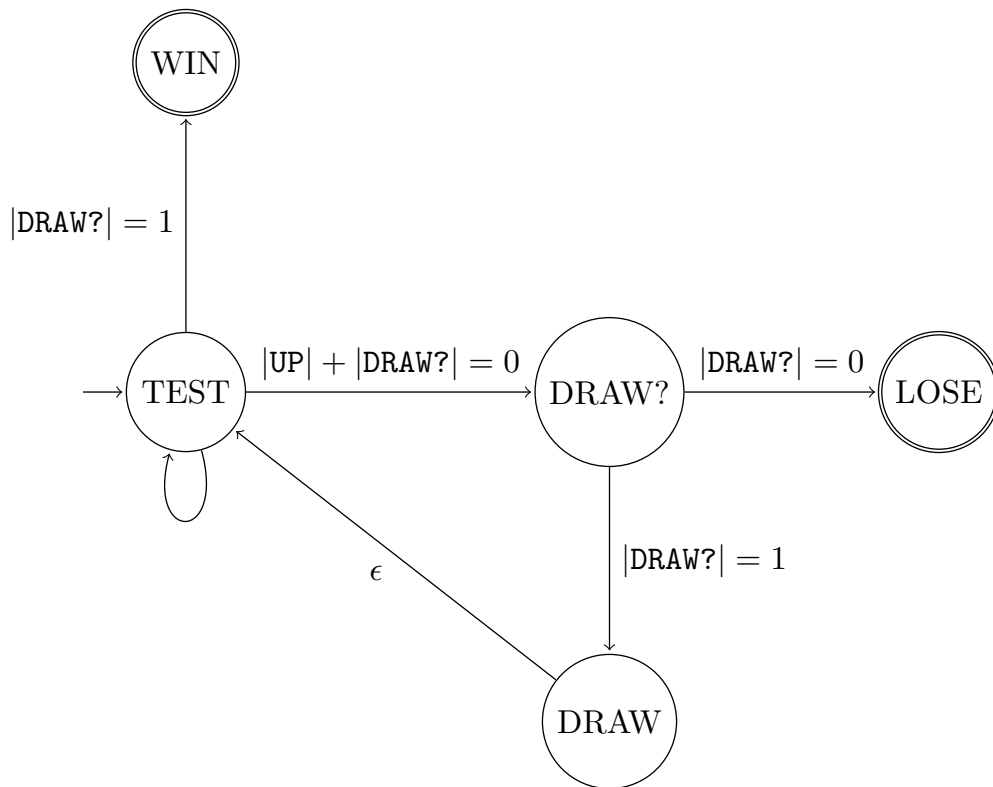 WIN
|DRAW?| = 1
TEST
|UP| + |DRAW?| = 0
DRAW?
|DRAW?| = 0
LOSE
|DRAW?| = 1
ϵ
DRAW